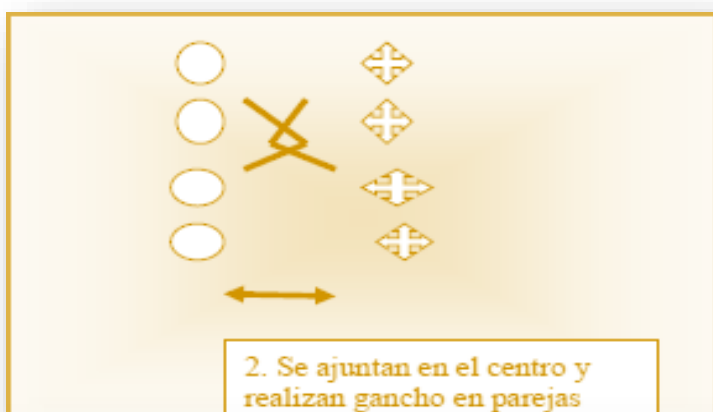 2. Se ajuntan en el centro y
realizan gancho en parejas